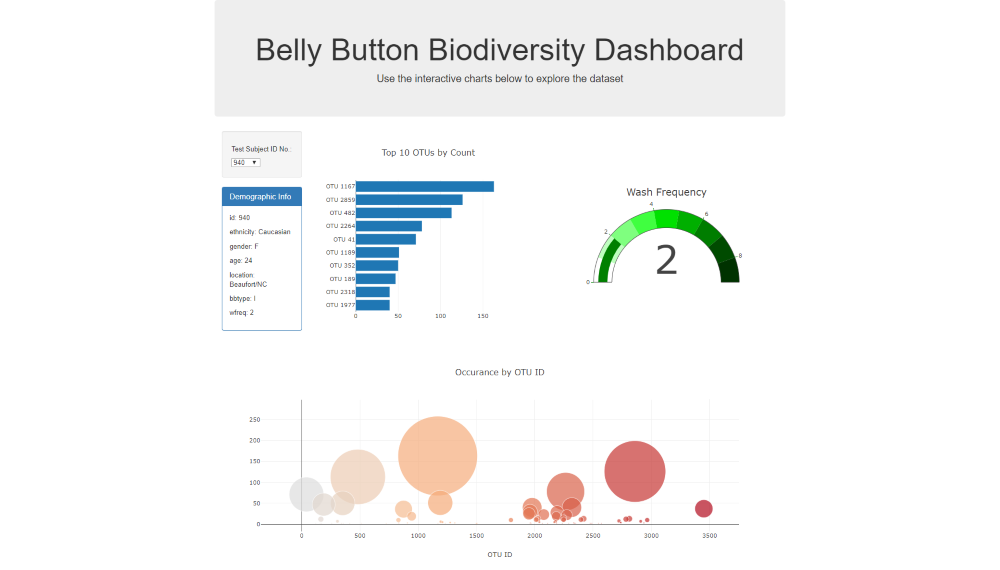 Belly Button Biodiversity Dashboard
Use the interactive charts below to explore the dataset
Test Subject ID No.:
940
Demographic Info
id: 940
ethnicity: Caucasian
gender: F
age: 24
location:
Beaufort/NC
bbtype: I
wfreq: 2
Top 10 OTUs by Count
OTU 1167
OTU 2859
OTU 482
OTU 2264
OTU 41
OTU 1189
OTU 352
OTU 189
OTU 2318
OTU 1977
0 50 100 150
Wash Frequency
0
2
4
6
8
2
Occurance by OTU ID
250
200
150
100
50
0
0 500 1000 1500 2000 2500 3000 3500
OTU ID